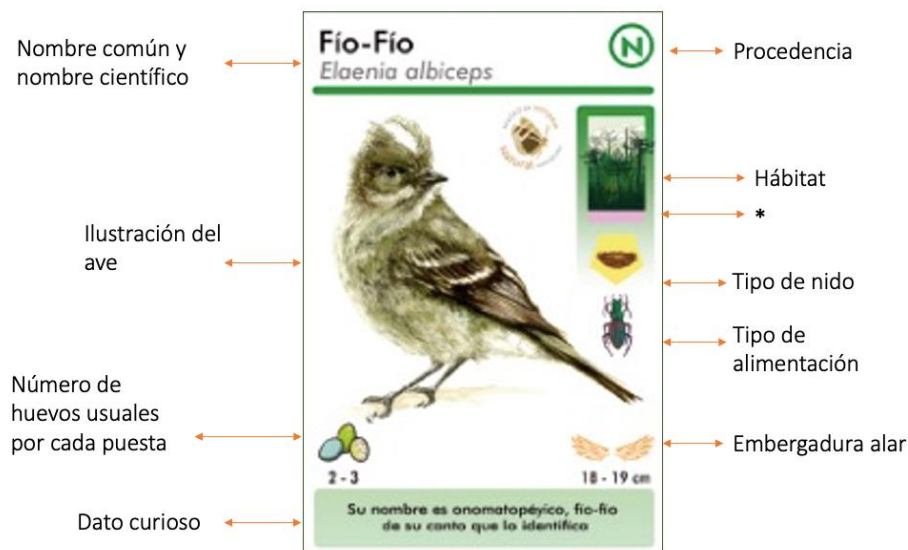 Nombre común y
nombre científico
Fío-Fío
Elaenia albiceps
N
Procedencia
Natural
Hábitat
*
Ilustración del
ave
Tipo de nido
Tipo de
alimentación
Número de
huevos usuales
por cada puesta
2 - 3
18 - 19 cm
Embergadura alar
Dato curioso
Su nombre es onomatopéyico, fío-fío
de su canto que lo identifica